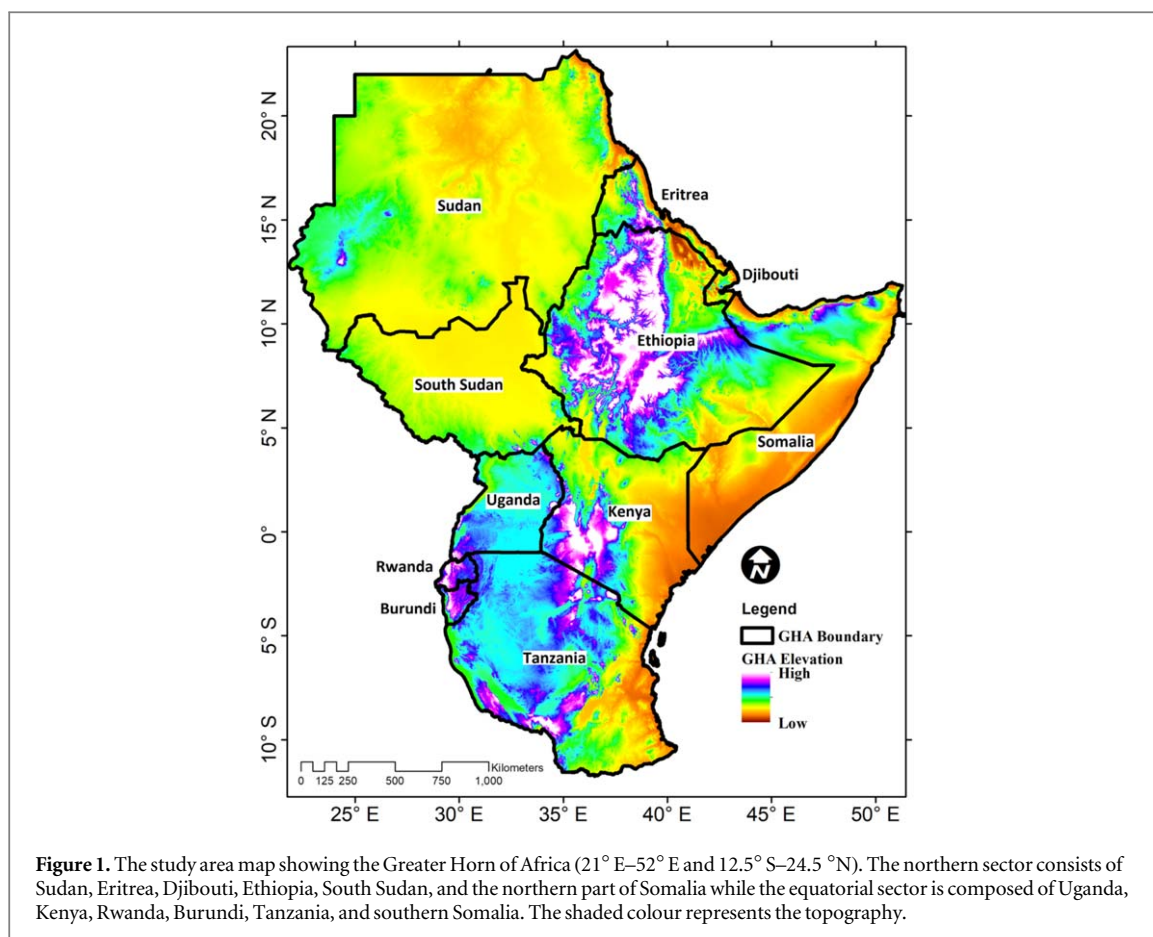 20° N
15° N
10° N
5° N
0°
5° S
10° S
Sudan
Eritrea
Djibouti
Ethiopia
South Sudan
Somalia
Uganda
Kenya
Rwanda
Burundi
Tanzania
N
Legend
GHA Boundary
GHA Elevation
High
Low
Kilometers
0 125 250 500 750 1,000
25° E 30° E 35° E 40° E 45° E 50° E
Figure 1. The study area map showing the Greater Horn of Africa (21° E–52° E and 12.5° S–24.5 °N). The northern sector consists of
Sudan, Eritrea, Djibouti, Ethiopia, South Sudan, and the northern part of Somalia while the equatorial sector is composed of Uganda,
Kenya, Rwanda, Burundi, Tanzania, and southern Somalia. The shaded colour represents the topography.